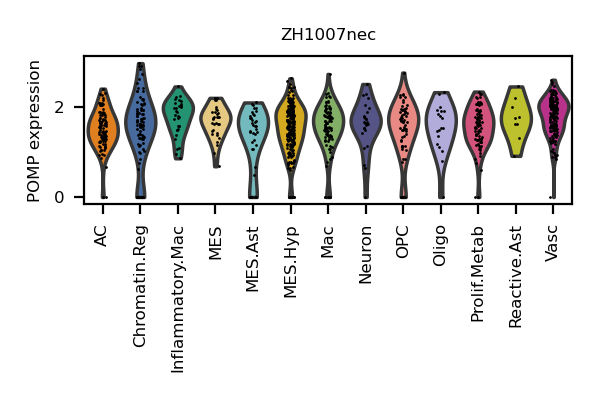 ZH1007nec
POMP expression
2
0
AC
Chromatin.Reg
Inflammatory.Mac
MES
MES.Ast
MES.Hyp
Mac
Neuron
OPC
Oligo
Prolif.Metab
Reactive.Ast
Vasc